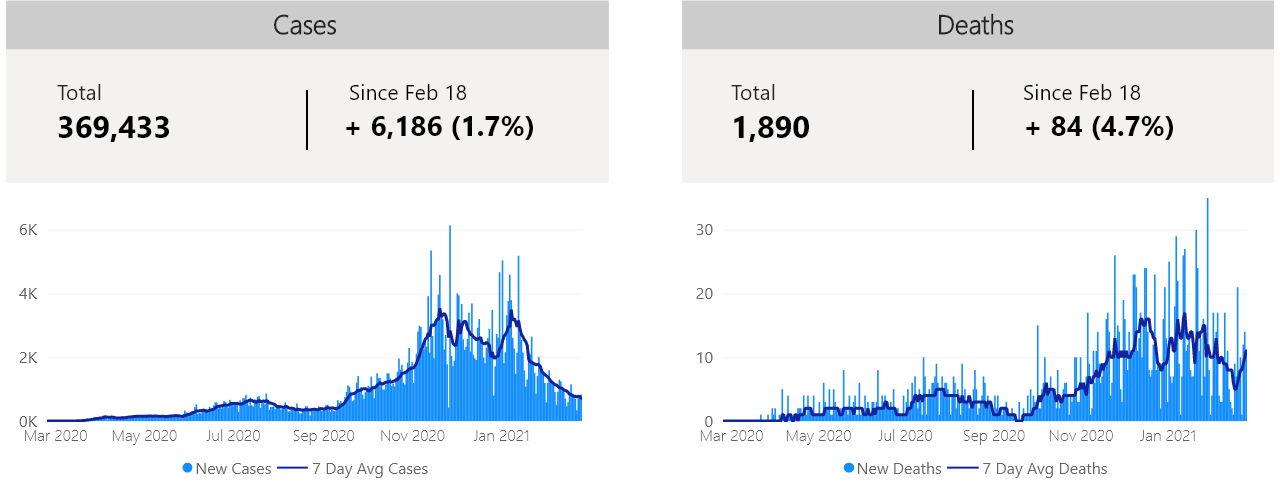 Cases
Total
Since Feb 18
369,433
+ 6,186 (1.7%)
6K
4K
2K
0K
Mar 2020 May 2020 Jul 2020 Sep 2020 Nov 2020 Jan 2021
New Cases 7 Day Avg Cases
Deaths
Total
Since Feb 18
1,890
+ 84 (4.7%)
30
20
10
0
Mar 2020 May 2020 Jul 2020 Sep 2020 Nov 2020 Jan 2021
New Deaths 7 Day Avg Deaths